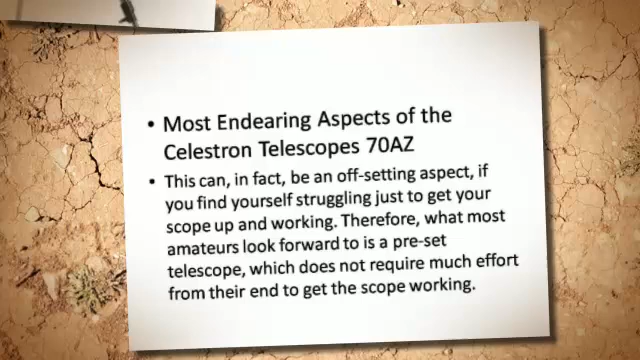 • Most Endearing Aspects of the
Celestron Telescopes 70AZ
• This can, in fact, be an off-setting aspect, if
you find yourself struggling just to get your
scope up and working. Therefore, what most
amateurs look forward to is a pre-set
telescope, which does not require much effort
from their end to get the scope working.